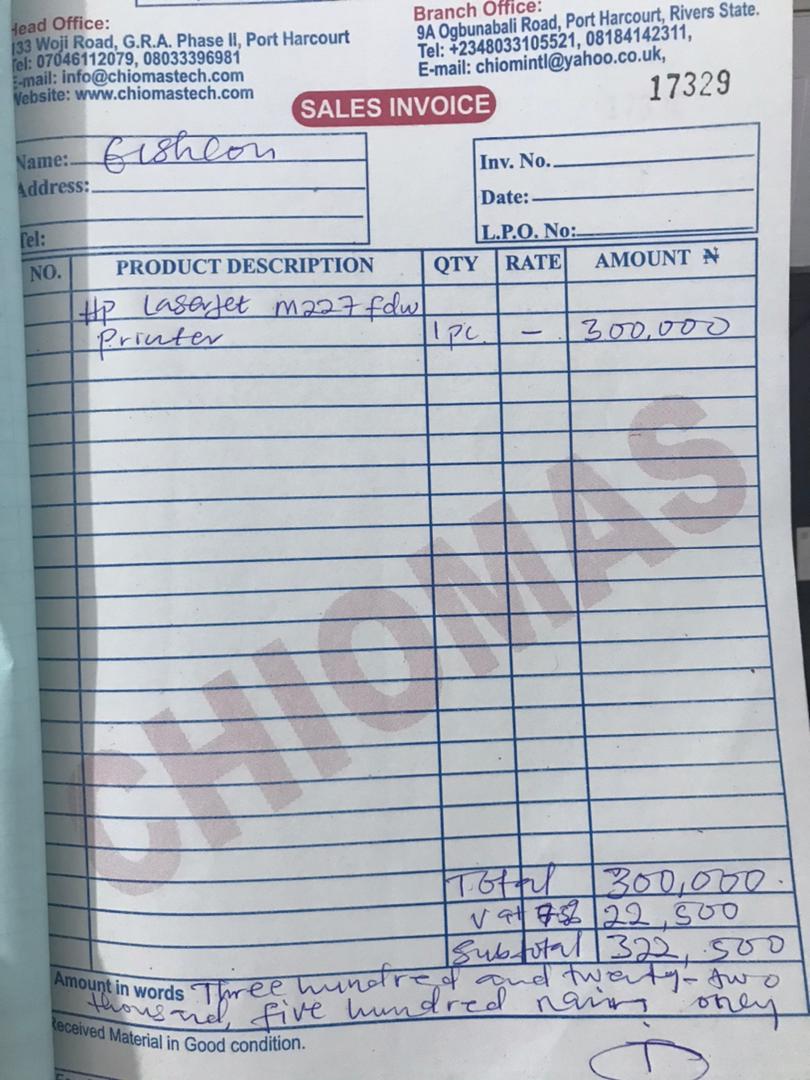 Head Office:
133 Woji Road, G.R.A. Phase II, Port Harcourt
Tel: 07046112079, 08033396981
E-mail: info@chiomastech.com
Website: www.chiomastech.com
Branch Office:
9A Ogbunabali Road, Port Harcourt, Rivers State.
Tel: +2348033105521, 08184142311,
E-mail: chiomintl@yahoo.co.uk,
17329
SALES INVOICE
Name:
Address:
Tel:
Inv. No.
Date:
L.P.O. No:
NO. PRODUCT DESCRIPTION QTY RATE AMOUNT ₦
Hp LaserJet m227fdw
Printer 1pc - 300,000
CHIOMAS
Total 300,000.
Vat 22,500
Subtotal 322,500
Amount in words Three hundred and twenty-two
thousand, five hundred naira only
Received Material in Good condition.